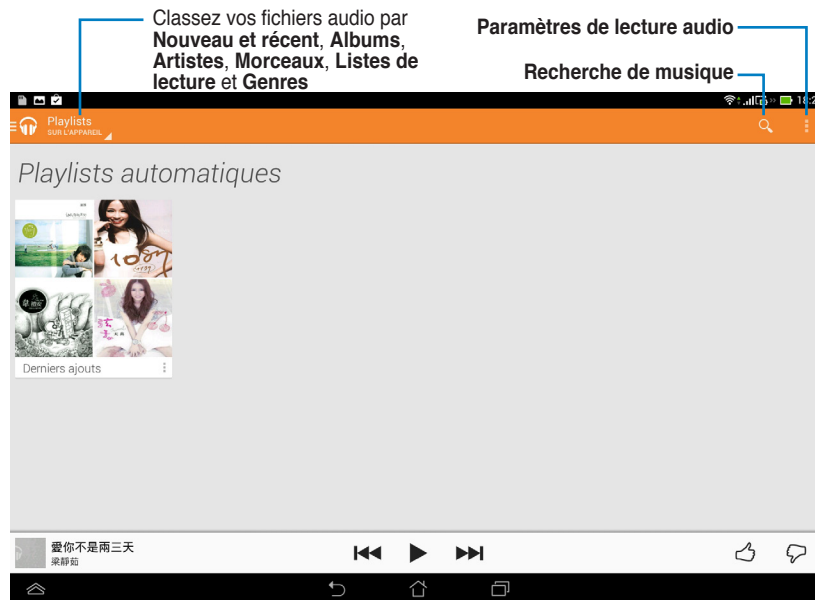 Classez vos fichiers audio par
Nouveau et récent, Albums,
Artistes, Morceaux, Listes de
lecture et Genres
Paramètres de lecture audio
Recherche de musique
Playlists
SUR L'APPAREIL
Playlists automatiques
Derniers ajouts
愛你不是兩三天
梁靜茹